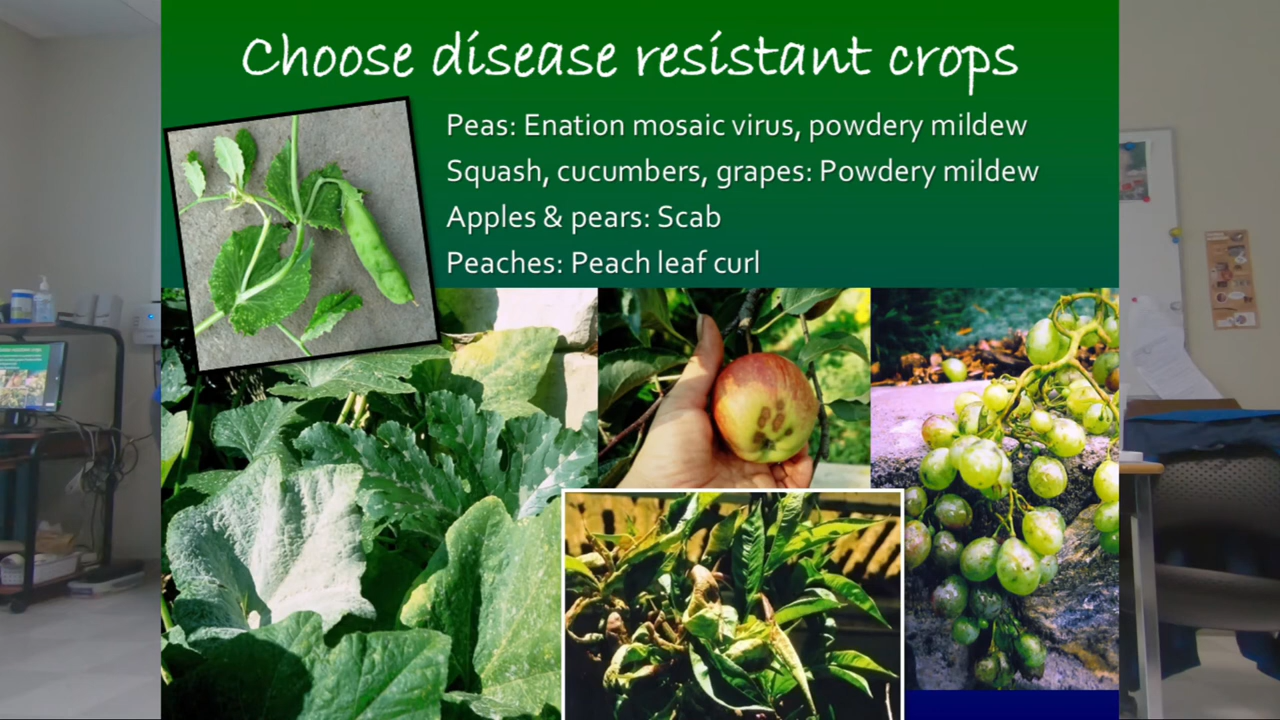 Choose disease resistant crops
Peas: Enation mosaic virus, powdery mildew
Squash, cucumbers, grapes: Powdery mildew
Apples & pears: Scab
Peaches: Peach leaf curl